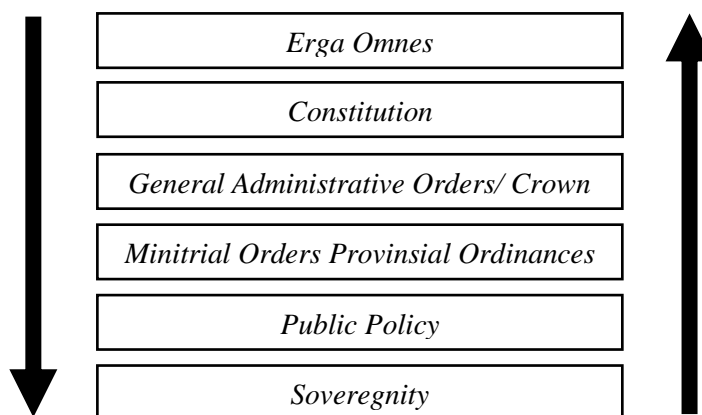 Erga Omnes
Constitution
General Administrative Orders/ Crown
Minitrial Orders Provinsial Ordinances
Public Policy
Soveregnity